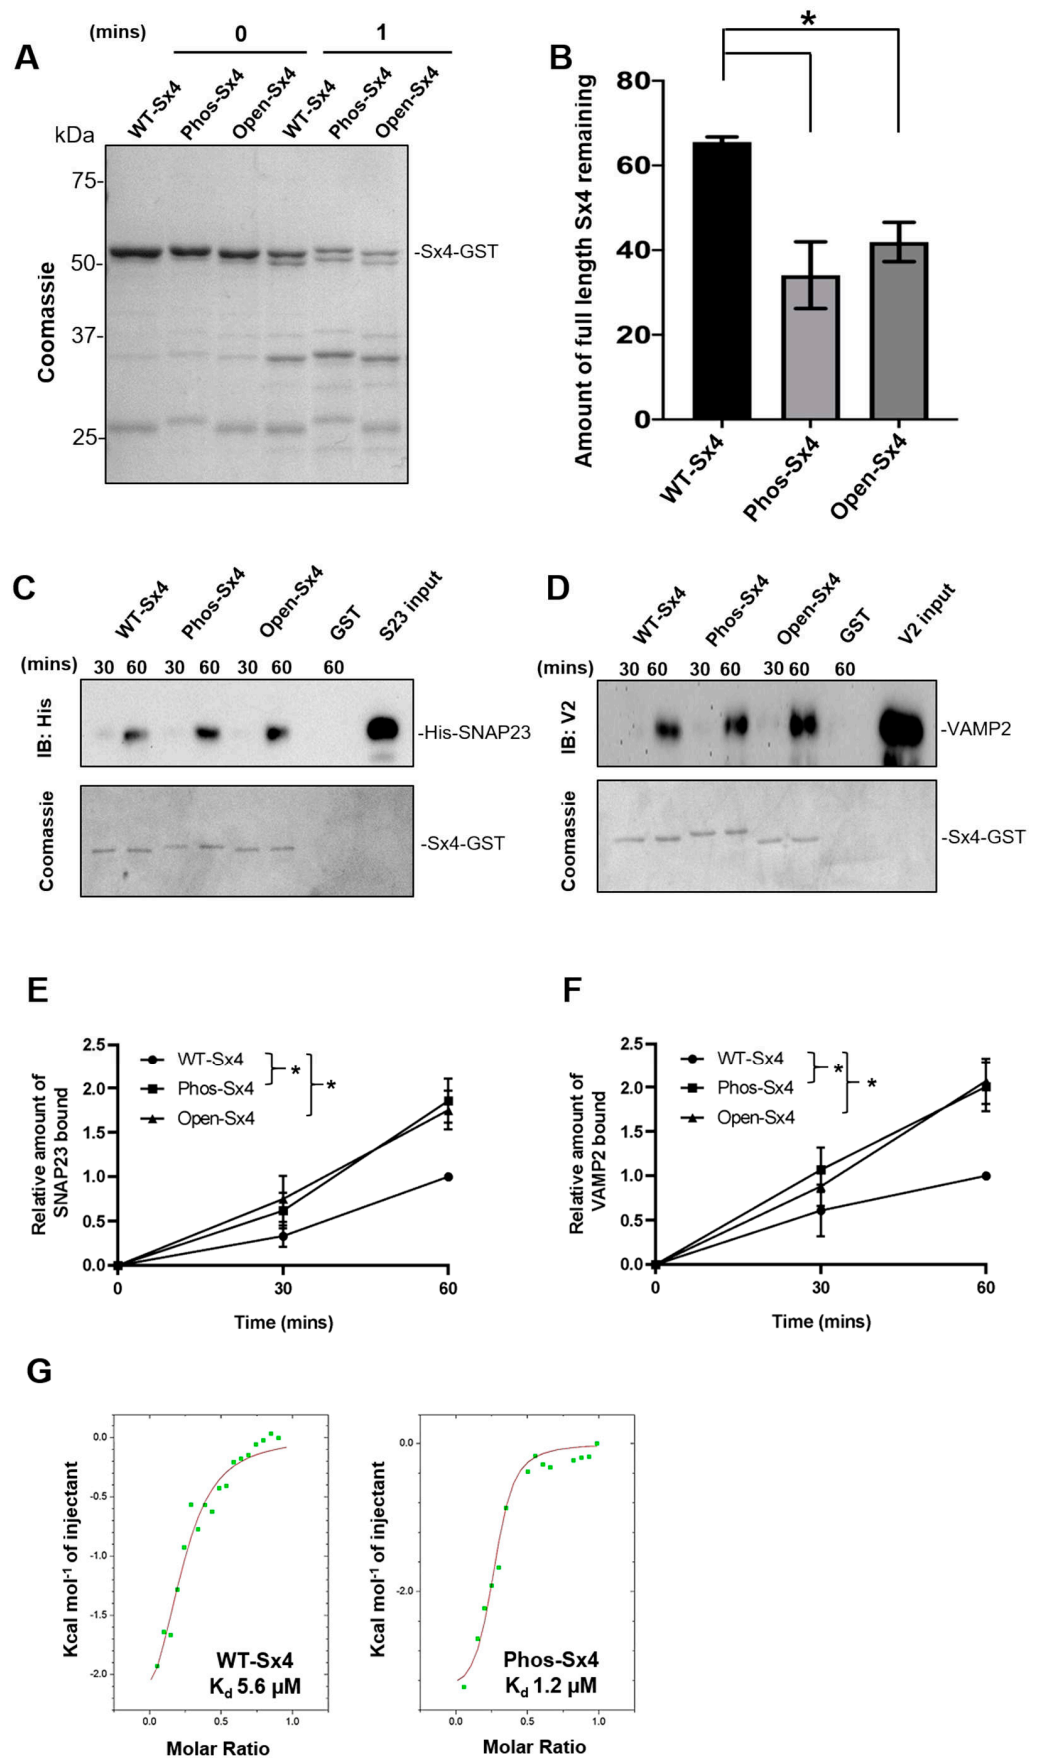 A
(mins) 0 1
WT-Sx4 Phos-Sx4 Open-Sx4 WT-Sx4 Phos-Sx4 Open-Sx4
kDa
75-
50-
37-
25-
Coomassie
-Sx4-GST
B
*
Amount of full length Sx4 remaining
80
60
40
20
0
WT-Sx4 Phos-Sx4 Open-Sx4
C
WT-Sx4 Phos-Sx4 Open-Sx4 GST S23 input
(mins) 30 60 30 60 30 60 60
IB: His
-His-SNAP23
Coomassie
-Sx4-GST
D
WT-Sx4 Phos-Sx4 Open-Sx4 GST V2 input
(mins) 30 60 30 60 30 60 60
IB: V2
-VAMP2
Coomassie
-Sx4-GST
E
Relative amount of
SNAP23 bound
2.5
2.0
1.5
1.0
0.5
0.0
WT-Sx4
Phos-Sx4
Open-Sx4
*
*
0 30 60
Time (mins)
F
Relative amount of
VAMP2 bound
2.5
2.0
1.5
1.0
0.5
0.0
WT-Sx4
Phos-Sx4
Open-Sx4
*
*
0 30 60
Time (mins)
G
Kcal mol⁻¹ of injectant
0.0
-0.5
-1.0
-1.5
-2.0
WT-Sx4
Kd 5.6 µM
0.0 0.5 1.0
Molar Ratio
Kcal mol⁻¹ of injectant
0.0
-2.0
Phos-Sx4
Kd 1.2 µM
0.0 0.5 1.0
Molar Ratio